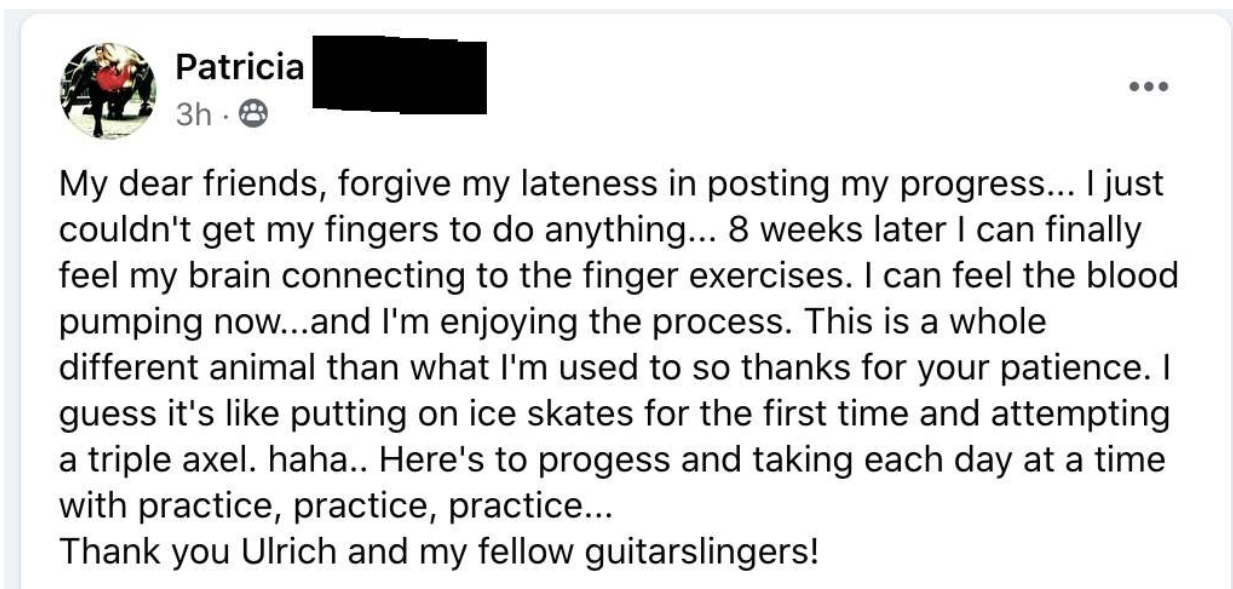 Patricia
3h ·
My dear friends, forgive my lateness in posting my progress... I just
couldn't get my fingers to do anything... 8 weeks later I can finally
feel my brain connecting to the finger exercises. I can feel the blood
pumping now...and I'm enjoying the process. This is a whole
different animal than what I'm used to so thanks for your patience. I
guess it's like putting on ice skates for the first time and attempting
a triple axel. haha.. Here's to progess and taking each day at a time
with practice, practice, practice...
Thank you Ulrich and my fellow guitarslingers!